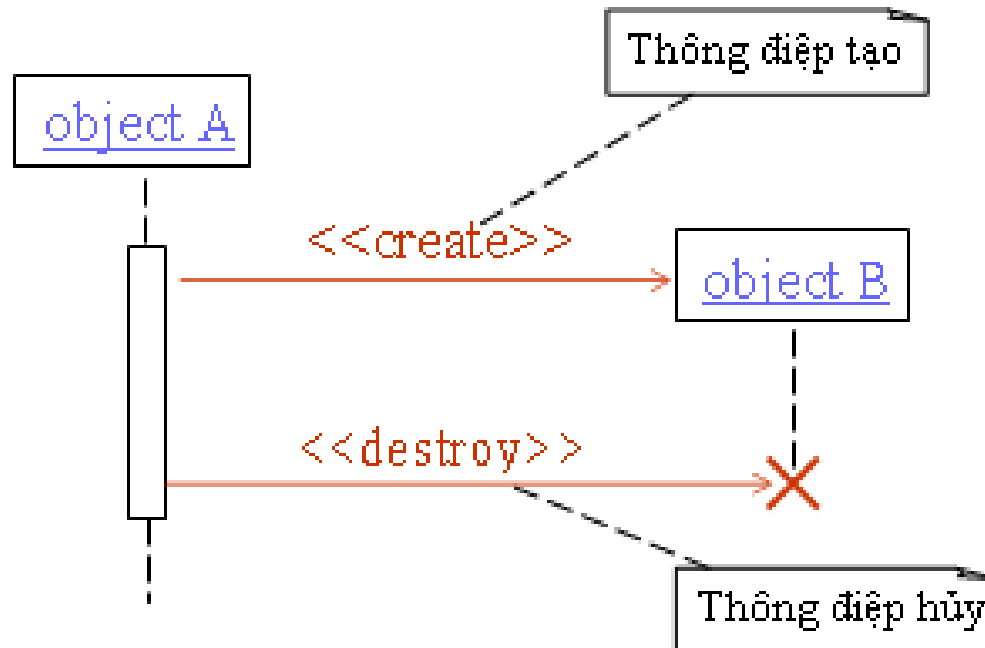 Thông điệp tạo
object A
<<create>>
object B
<<destroy>>
Thông điệp hủy